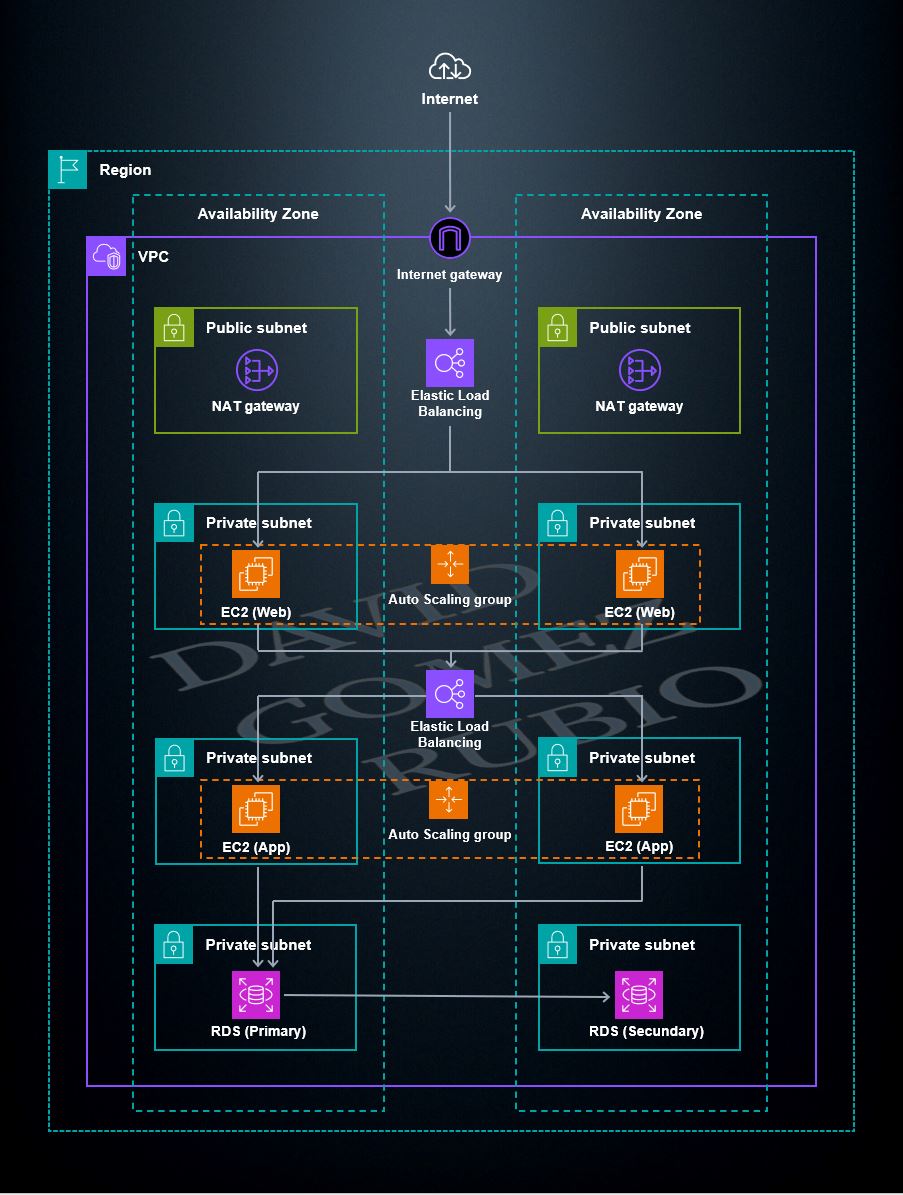 Internet
Region
Availability Zone
Availability Zone
VPC
Internet gateway
Public subnet
Public subnet
NAT gateway
NAT gateway
Elastic Load
Balancing
Private subnet
Private subnet
EC2 (Web)
Auto Scaling group
EC2 (Web)
DAVID
GOMEZ
RUBIO
Elastic Load
Balancing
Private subnet
Private subnet
EC2 (App)
Auto Scaling group
EC2 (App)
Private subnet
Private subnet
RDS (Primary)
RDS (Secundary)